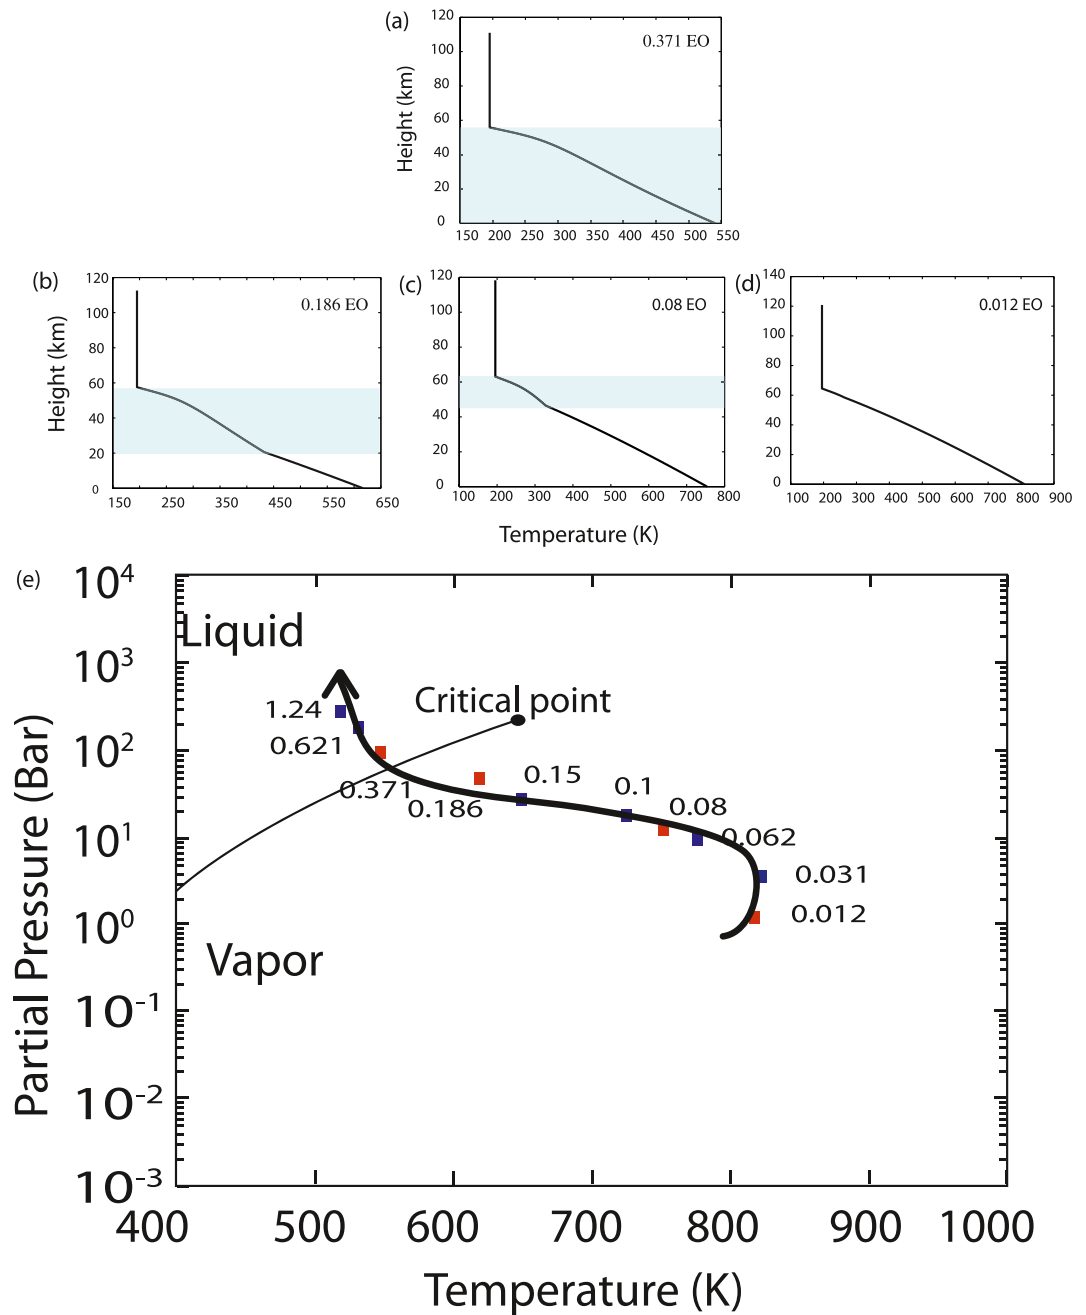 (a)
0.371 EO
Height (km)
120
100
80
60
40
20
0
150 200 250 300 350 400 450 500 550
(b)
0.186 EO
Height (km)
120
100
80
60
40
20
0
150 250 350 450 550 650
(c)
0.08 EO
120
100
80
60
40
20
0
100 200 300 400 500 600 700 800
(d)
0.012 EO
140
120
100
80
60
40
20
0
100 200 300 400 500 600 700 800 900
Temperature (K)
(e)
Partial Pressure (Bar)
10⁴
10³
10²
10¹
10⁰
10⁻¹
10⁻²
10⁻³
Liquid
Critical point
1.24
0.621
0.371
0.186
0.15
0.1
0.08
0.062
0.031
0.012
Vapor
400 500 600 700 800 900 1000
Temperature (K)